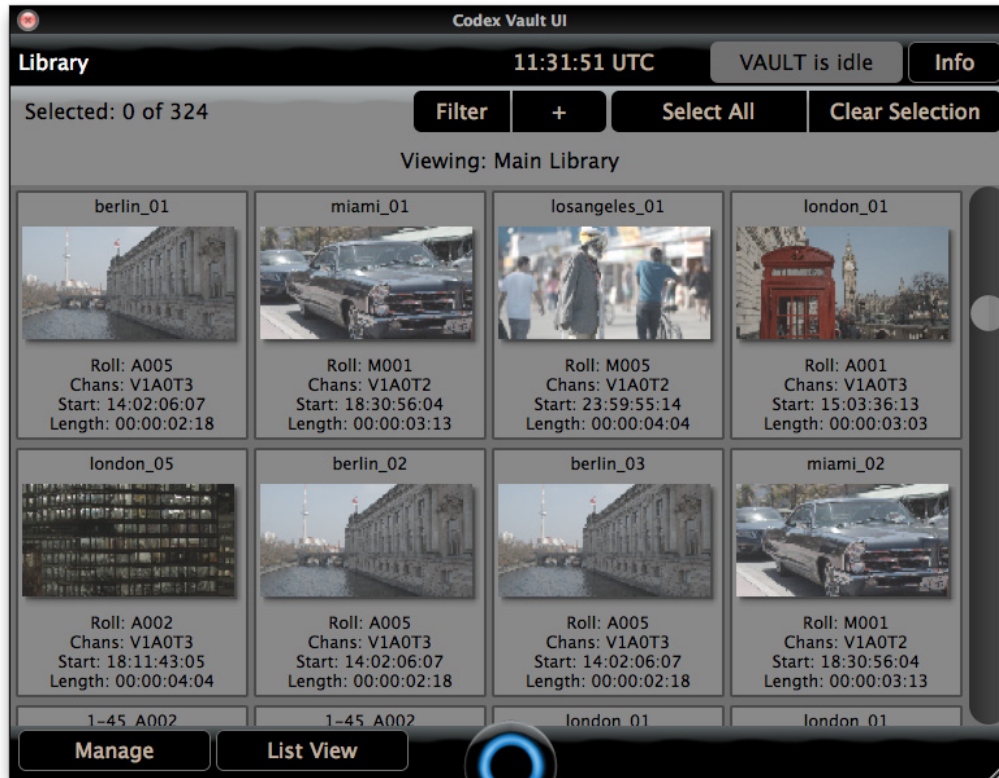 Codex Vault UI
Library 11:31:51 UTC VAULT is idle Info
Selected: 0 of 324 Filter + Select All Clear Selection
Viewing: Main Library
berlin_01
Roll: A005
Chans: V1A0T3
Start: 14:02:06:07
Length: 00:00:02:18
miami_01
Roll: M001
Chans: V1A0T2
Start: 18:30:56:04
Length: 00:00:03:13
losangeles_01
Roll: M005
Chans: V1A0T2
Start: 23:59:55:14
Length: 00:00:04:04
london_01
Roll: A001
Chans: V1A0T3
Start: 15:03:36:13
Length: 00:00:03:03
london_05
Roll: A002
Chans: V1A0T3
Start: 18:11:43:05
Length: 00:00:04:04
berlin_02
Roll: A005
Chans: V1A0T3
Start: 14:02:06:07
Length: 00:00:02:18
berlin_03
Roll: A005
Chans: V1A0T3
Start: 14:02:06:07
Length: 00:00:02:18
miami_02
Roll: M001
Chans: V1A0T2
Start: 18:30:56:04
Length: 00:00:03:13
1-45_A002
1-45_A002
london_01
london_01
Manage List View